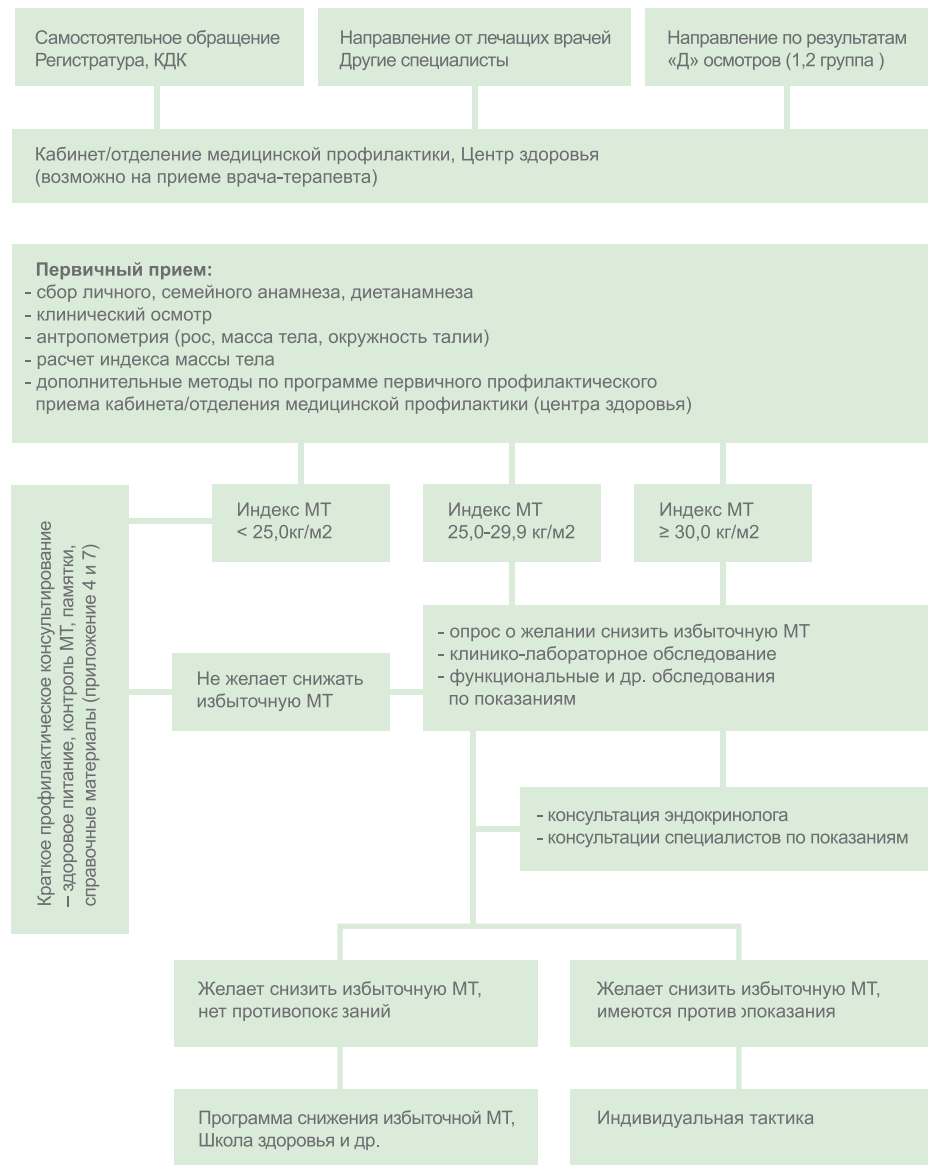 Самостоятельное обращение
Регистратура, КДК
Направление от лечащих врачей
Другие специалисты
Направление по результатам
«Д» осмотров (1,2 группа )
Кабинет/отделение медицинской профилактики, Центр здоровья
(возможно на приеме врача-терапевта)
Первичный прием:
- сбор личного, семейного анамнеза, диетанамнеза
- клинический осмотр
- антропометрия (рос, масса тела, окружность талии)
- расчет индекса массы тела
- дополнительные методы по программе первичного профилактического
приема кабинета/отделения медицинской профилактики (центра здоровья)
Индекс МТ
< 25,0кг/м2
Индекс МТ
25,0-29,9 кг/м2
Индекс МТ
≥ 30,0 кг/м2
Краткое профилактическое консультирование
– здоровое питание, контроль МТ, памятки,
справочные материалы (приложение 4 и 7)
Не желает снижать
избыточную МТ
- опрос о желании снизить избыточную МТ
- клинико-лабораторное обследование
- функциональные и др. обследования
по показаниям
- консультация эндокринолога
- консультации специалистов по показаниям
Желает снизить избыточную МТ,
нет противопоказаний
Желает снизить избыточную МТ,
имеются противопоказания
Программа снижения избыточной МТ,
Школа здоровья и др.
Индивидуальная тактика